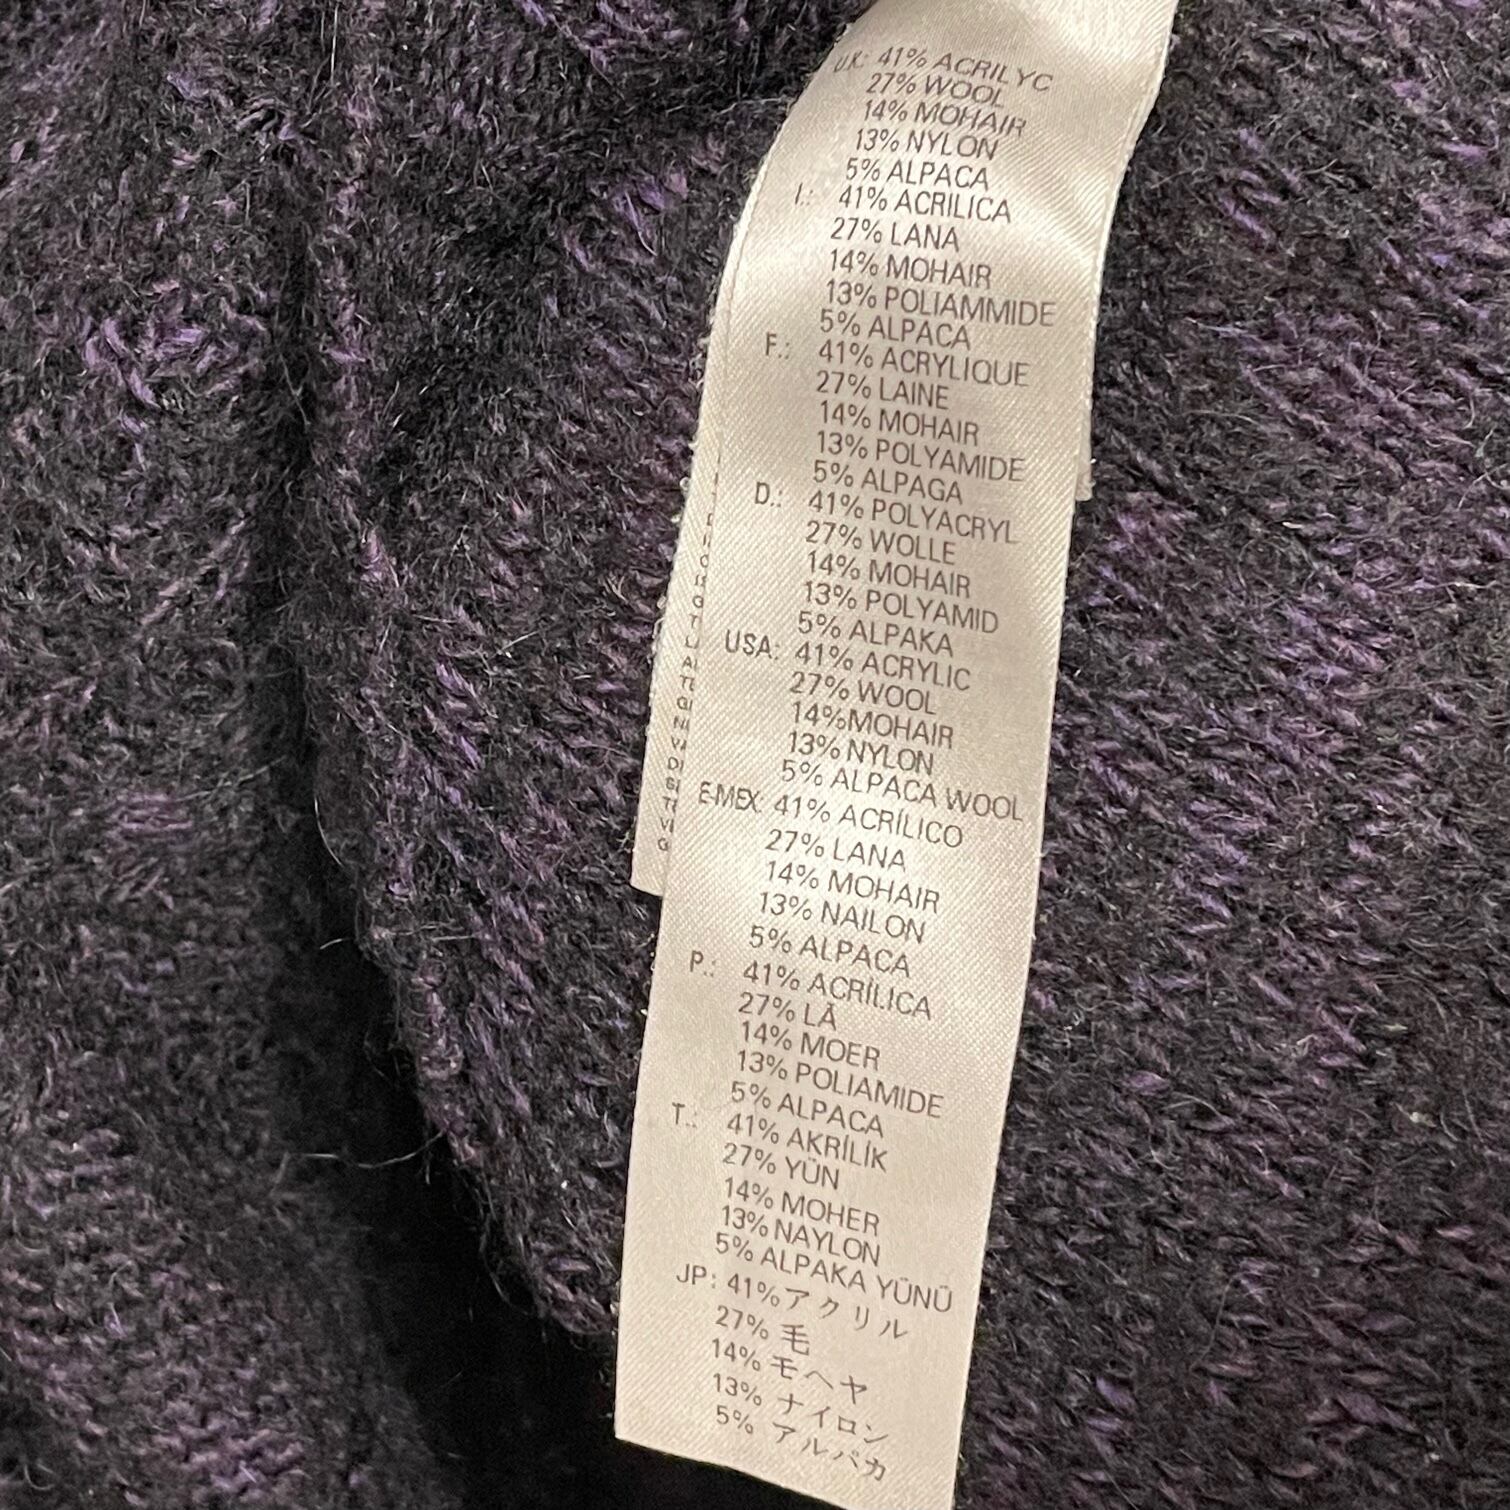 U.K.: 41% ACRILYC
27% WOOL
14% MOHAIR
13% NYLON
5% ALPACA
I.: 41% ACRILICA
27% LANA
14% MOHAIR
13% POLIAMMIDE
5% ALPACA
F.: 41% ACRYLIQUE
27% LAINE
14% MOHAIR
13% POLYAMIDE
5% ALPAGA
D.: 41% POLYACRYL
27% WOLLE
14% MOHAIR
13% POLYAMID
5% ALPAKA
USA: 41% ACRYLIC
27% WOOL
14%MOHAIR
13% NYLON
5% ALPACA WOOL
E-MEX: 41% ACRÍLICO
27% LANA
14% MOHAIR
13% NAILON
5% ALPACA
P.: 41% ACRÍLICA
27% LÃ
14% MOER
13% POLIAMIDE
5% ALPACA
T.: 41% AKRİLİK
27% YÜN
14% MOHER
13% NAYLON
5% ALPAKA YÜNÜ
JP: 41%アクリル
27% 毛
14% モヘヤ
13% ナイロン
5% アルパカ